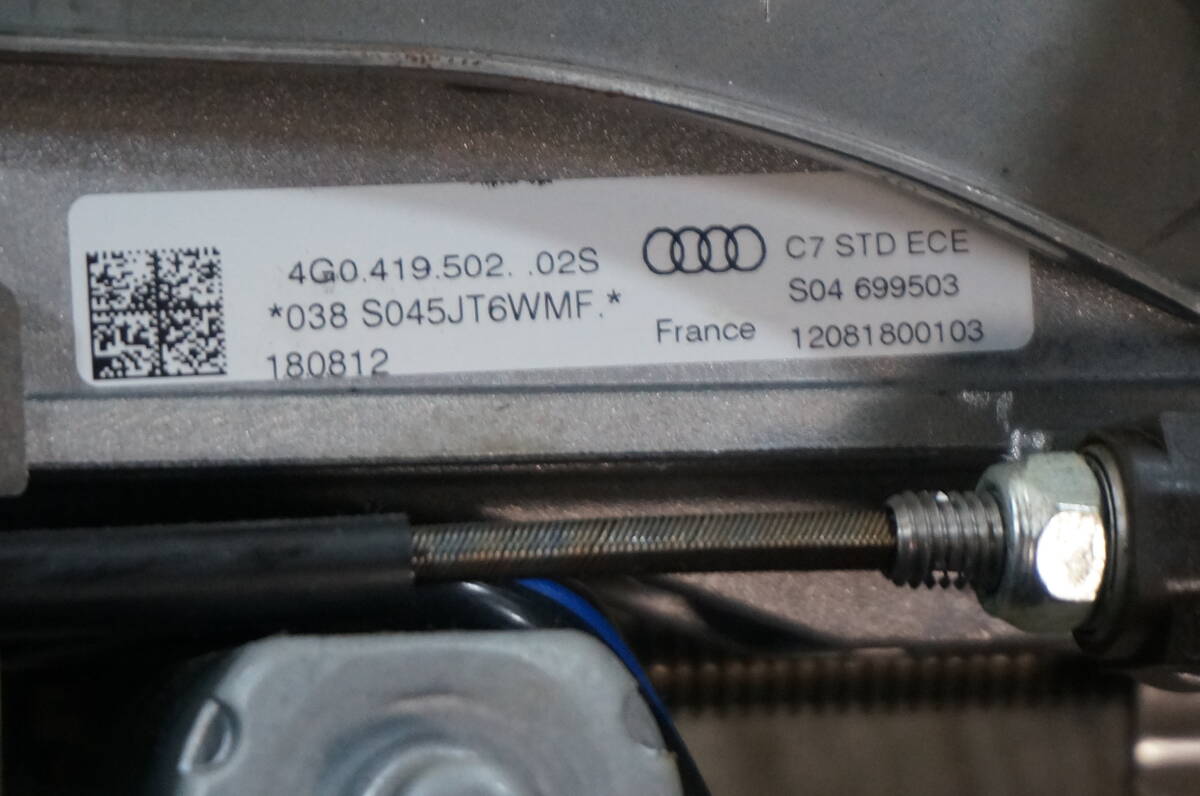 4G0.419.502. .02S
*038 S045JT6WMF.*
180812
C7 STD ECE
S04 699503
France 12081800103